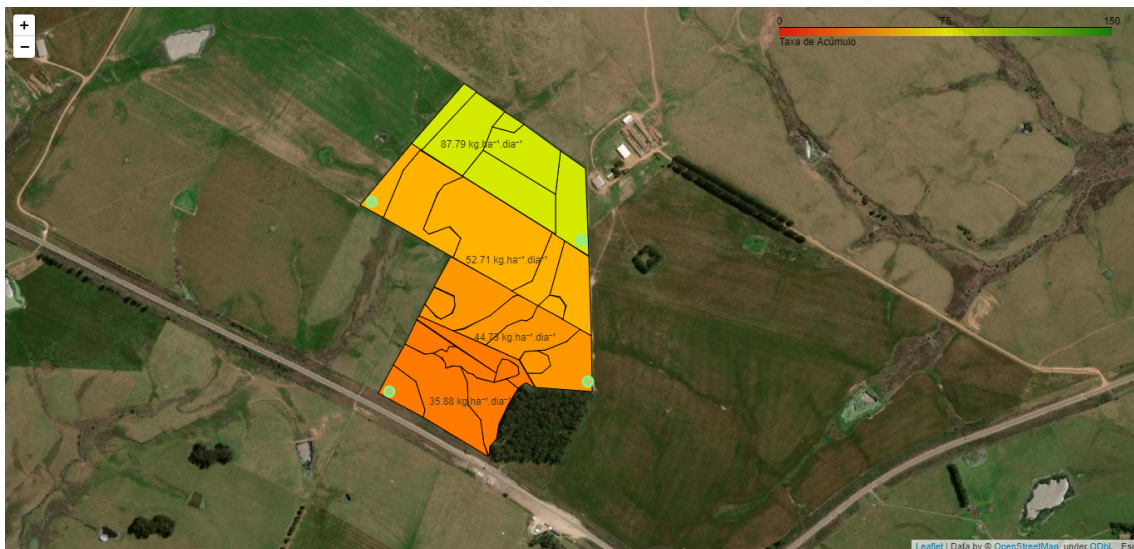 +
−
0
75
150
Taxa de Acúmulo
87.79 kg.ha⁻¹.dia⁻¹
52.71 kg.ha⁻¹.dia⁻¹
44.73 kg.ha⁻¹.dia⁻¹
35.88 kg.ha⁻¹.dia⁻¹
Leaflet | Data by © OpenStreetMap, under ODbL. Esri